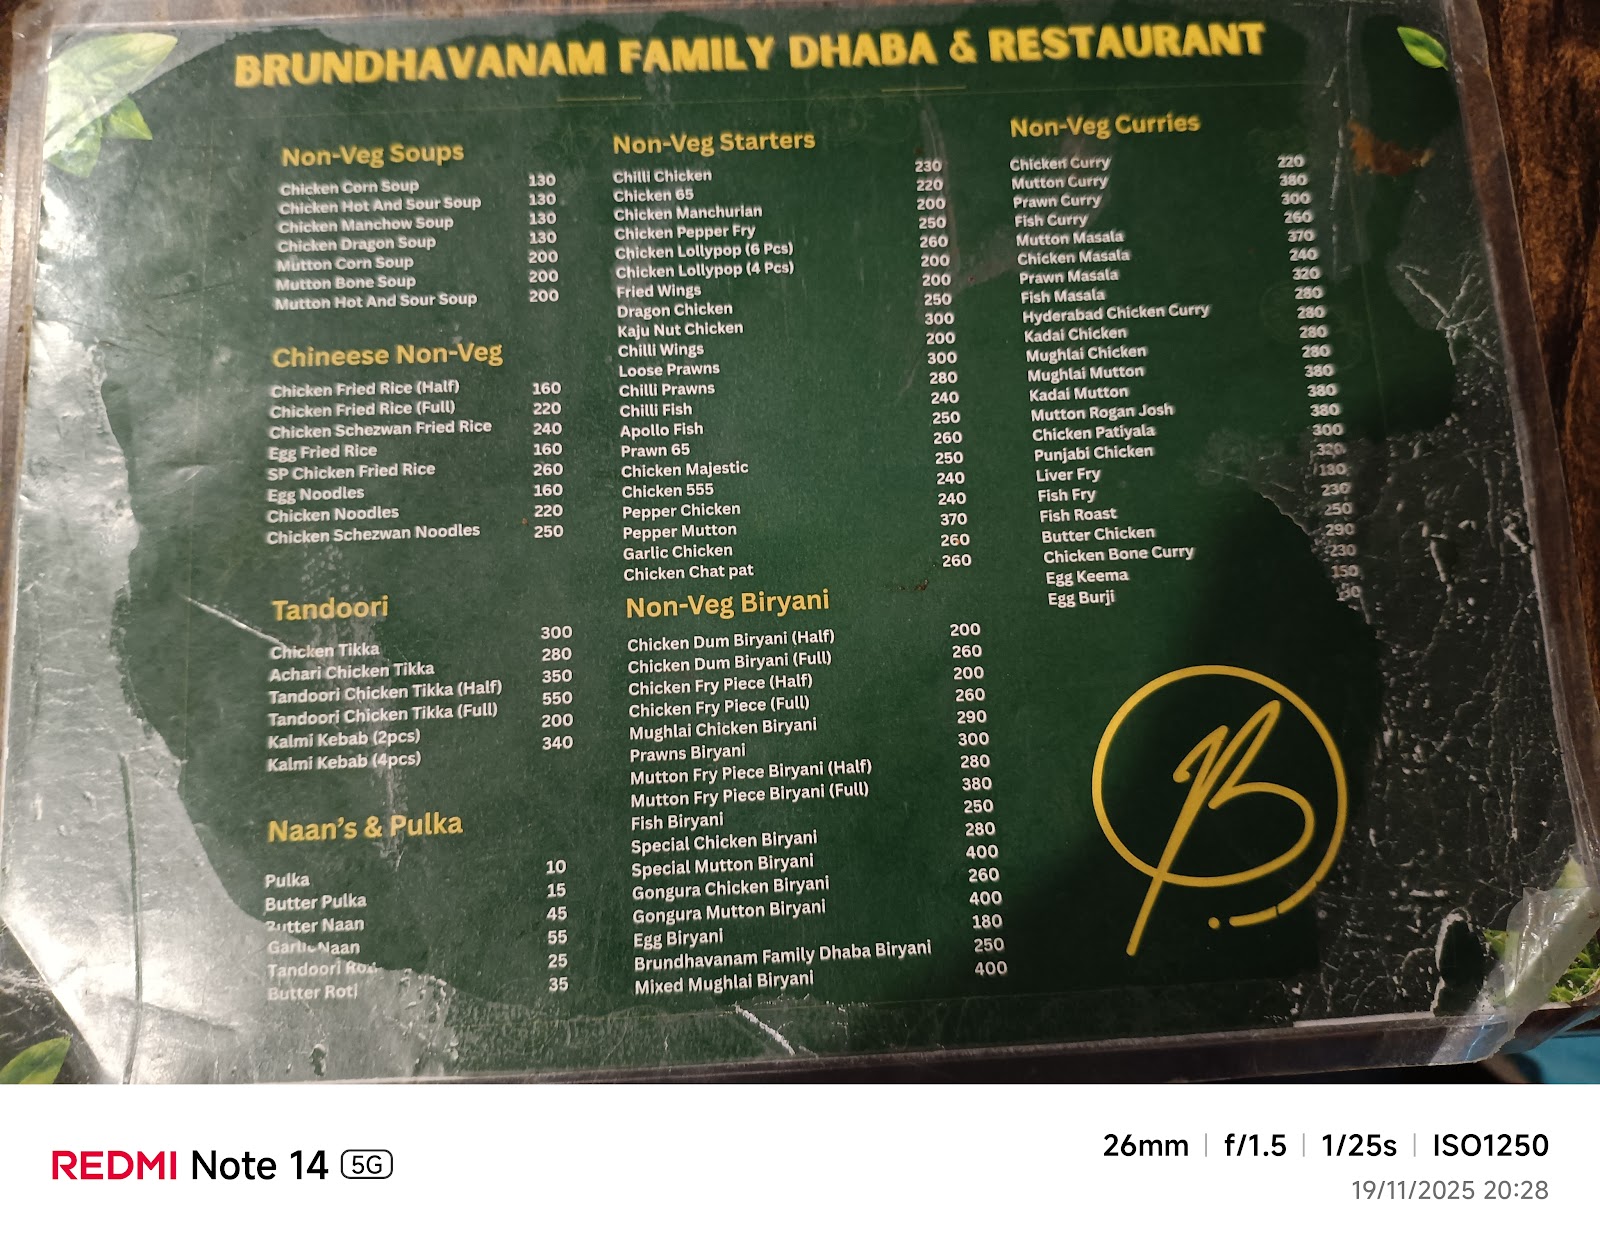 BRUNDHAVANAM FAMILY DHABA & RESTAURANT
Non-Veg Soups
Chicken Corn Soup 130
Chicken Hot And Sour Soup 130
Chicken Manchow Soup 130
Chicken Dragon Soup 130
Mutton Corn Soup 200
Mutton Bone Soup 200
Mutton Hot And Sour Soup 200
Chineese Non-Veg
Chicken Fried Rice (Half) 160
Chicken Fried Rice (Full) 220
Chicken Schezwan Fried Rice 240
Egg Fried Rice 160
SP Chicken Fried Rice 260
Egg Noodles 160
Chicken Noodles 220
Chicken Schezwan Noodles 250
Tandoori
Chicken Tikka 300
Achari Chicken Tikka 280
Tandoori Chicken Tikka (Half) 350
Tandoori Chicken Tikka (Full) 550
Kalmi Kebab (2pcs) 200
Kalmi Kebab (4pcs) 340
Naan's & Pulka
Pulka 10
Butter Pulka 15
Butter Naan 45
Garlic Naan 55
Tandoori Roti 25
Butter Roti 35
Non-Veg Starters
Chilli Chicken 230
Chicken 65 220
Chicken Manchurian 200
Chicken Pepper Fry 250
Chicken Lollypop (6 Pcs) 260
Chicken Lollypop (4 Pcs) 200
Fried Wings 200
Dragon Chicken 250
Kaju Nut Chicken 300
Chilli Wings 200
Loose Prawns 300
Chilli Prawns 280
Chilli Fish 240
Apollo Fish 250
Prawn 65 260
Chicken Majestic 250
Chicken 555 240
Pepper Chicken 240
Pepper Mutton 370
Garlic Chicken 260
Chicken Chat pat 260
Non-Veg Biryani
Chicken Dum Biryani (Half) 200
Chicken Dum Biryani (Full) 260
Chicken Fry Piece (Half) 200
Chicken Fry Piece (Full) 260
Mughlai Chicken Biryani 290
Prawns Biryani 300
Mutton Fry Piece Biryani (Half) 280
Mutton Fry Piece Biryani (Full) 380
Fish Biryani 250
Special Chicken Biryani 280
Special Mutton Biryani 400
Gongura Chicken Biryani 260
Gongura Mutton Biryani 400
Egg Biryani 180
Brundhavanam Family Dhaba Biryani 250
Mixed Mughlai Biryani 400
Non-Veg Curries
Chicken Curry 220
Mutton Curry 380
Prawn Curry 300
Fish Curry 260
Mutton Masala 370
Chicken Masala 240
Prawn Masala 320
Fish Masala 280
Hyderabad Chicken Curry 280
Kadai Chicken 280
Mughlai Chicken 280
Mughlai Mutton 380
Kadai Mutton 380
Mutton Rogan Josh 380
Chicken Patiyala 300
Punjabi Chicken 320
Liver Fry 180
Fish Fry 230
Fish Roast 250
Butter Chicken 290
Chicken Bone Curry 230
Egg Keema 150
Egg Burji
B
REDMI Note 14 5G
26mm | f/1.5 | 1/25s | ISO1250
19/11/2025 20:28